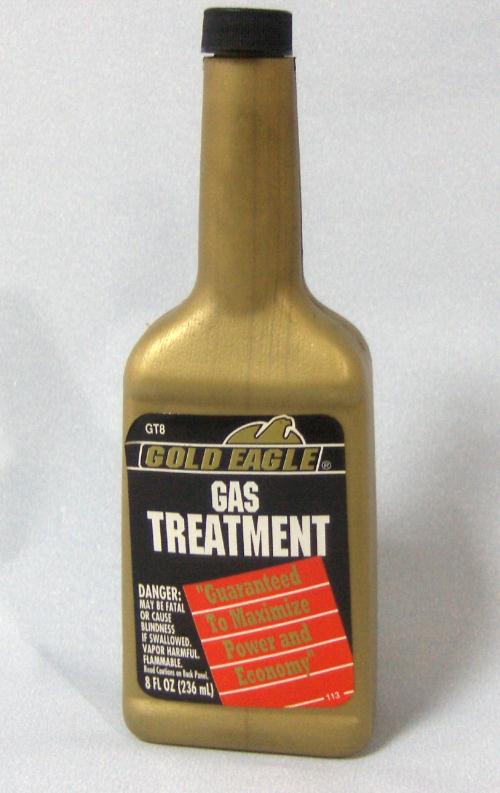 GT8
GOLD EAGLE®
GAS
TREATMENT
DANGER:
MAY BE FATAL
OR CAUSE
BLINDNESS
IF SWALLOWED.
VAPOR HARMFUL.
FLAMMABLE.
Read Cautions on Back Panel.
8 FL OZ (236 mL)
"Guaranteed
To Maximize
Power and
Economy"
113